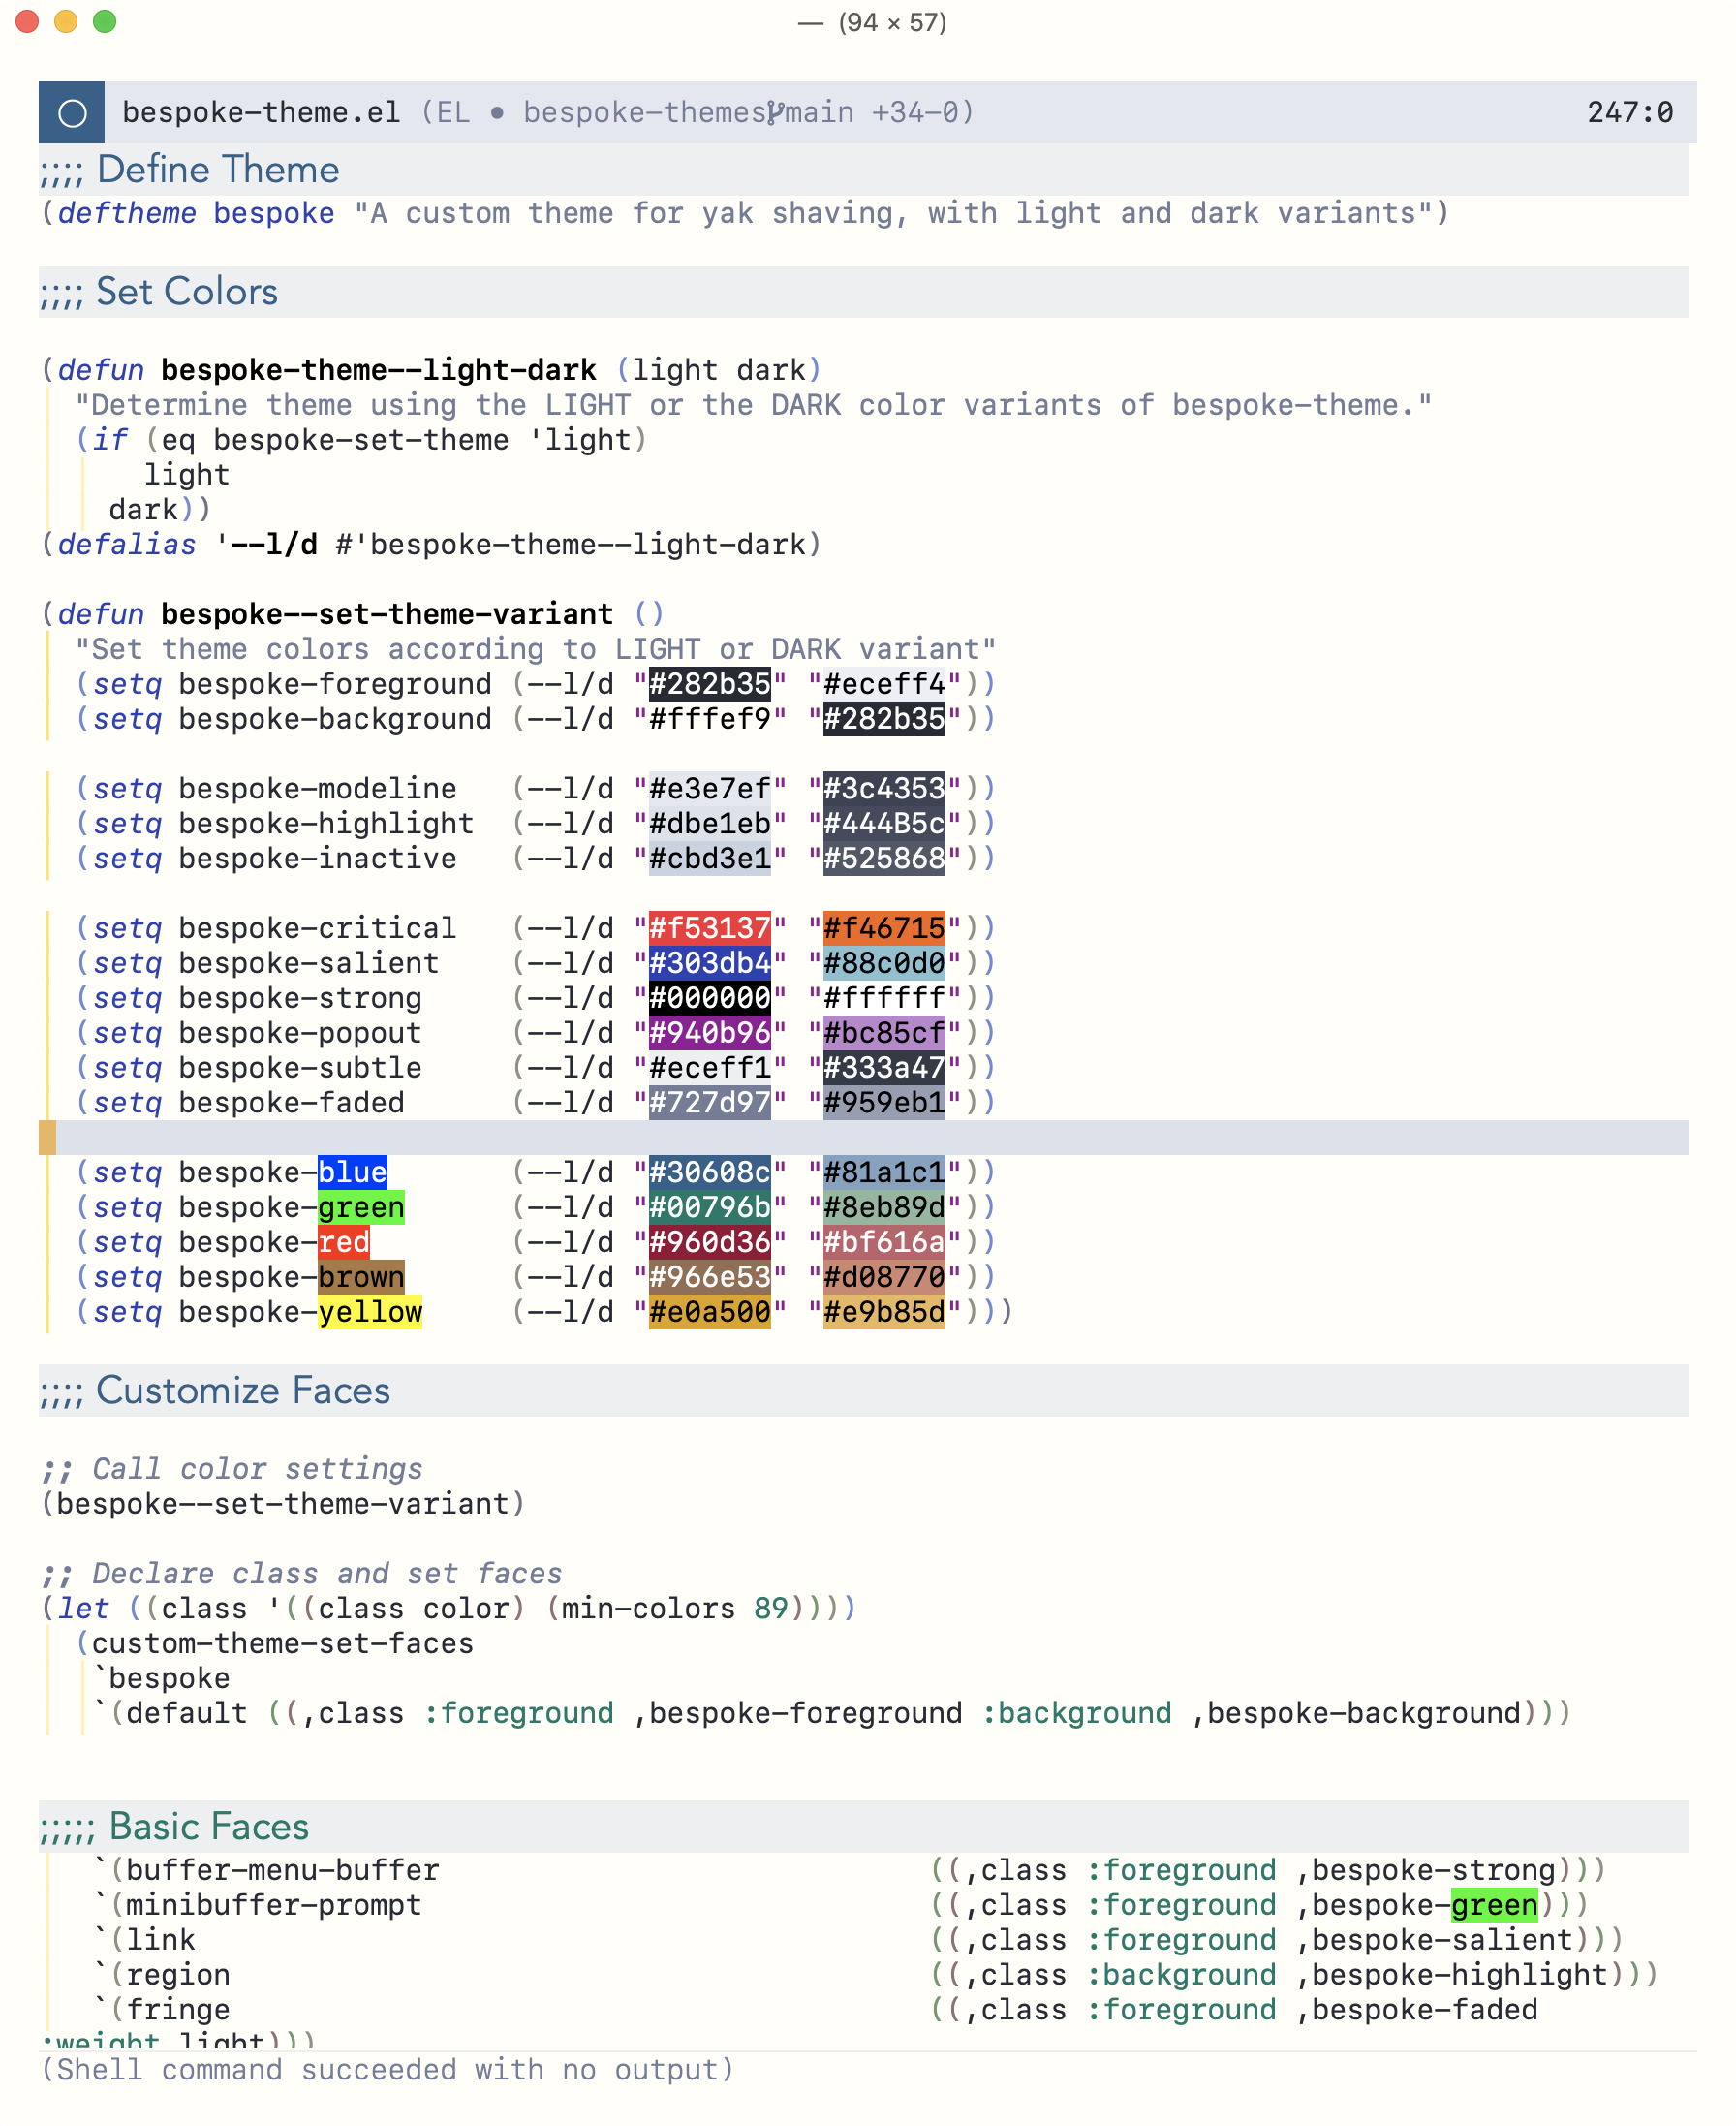 — (94 × 57)
bespoke-theme.el (EL • bespoke-themes main +34-0) 247:0
;;;; Define Theme
(deftheme bespoke "A custom theme for yak shaving, with light and dark variants")
;;;; Set Colors
(defun bespoke-theme--light-dark (light dark)
"Determine theme using the LIGHT or the DARK color variants of bespoke-theme."
(if (eq bespoke-set-theme 'light)
light
dark))
(defalias '--l/d #'bespoke-theme--light-dark)
(defun bespoke--set-theme-variant ()
"Set theme colors according to LIGHT or DARK variant"
(setq bespoke-foreground (--l/d "#282b35" "#eceff4"))
(setq bespoke-background (--l/d "#fffef9" "#282b35"))
(setq bespoke-modeline (--l/d "#e3e7ef" "#3c4353"))
(setq bespoke-highlight (--l/d "#dbe1eb" "#444B5c"))
(setq bespoke-inactive (--l/d "#cbd3e1" "#525868"))
(setq bespoke-critical (--l/d "#f53137" "#f46715"))
(setq bespoke-salient (--l/d "#303db4" "#88c0d0"))
(setq bespoke-strong (--l/d "#000000" "#ffffff"))
(setq bespoke-popout (--l/d "#940b96" "#bc85cf"))
(setq bespoke-subtle (--l/d "#eceff1" "#333a47"))
(setq bespoke-faded (--l/d "#727d97" "#959eb1"))
(setq bespoke-blue (--l/d "#30608c" "#81a1c1"))
(setq bespoke-green (--l/d "#00796b" "#8eb89d"))
(setq bespoke-red (--l/d "#960d36" "#bf616a"))
(setq bespoke-brown (--l/d "#966e53" "#d08770"))
(setq bespoke-yellow (--l/d "#e0a500" "#e9b85d")))
;;;; Customize Faces
;; Call color settings
(bespoke--set-theme-variant)
;; Declare class and set faces
(let ((class '((class color) (min-colors 89))))
(custom-theme-set-faces
`bespoke
`(default ((,class :foreground ,bespoke-foreground :background ,bespoke-background)))
;;;;; Basic Faces
`(buffer-menu-buffer ((,class :foreground ,bespoke-strong)))
`(minibuffer-prompt ((,class :foreground ,bespoke-green)))
`(link ((,class :foreground ,bespoke-salient)))
`(region ((,class :background ,bespoke-highlight)))
`(fringe ((,class :foreground ,bespoke-faded
:weight light)))
(Shell command succeeded with no output)